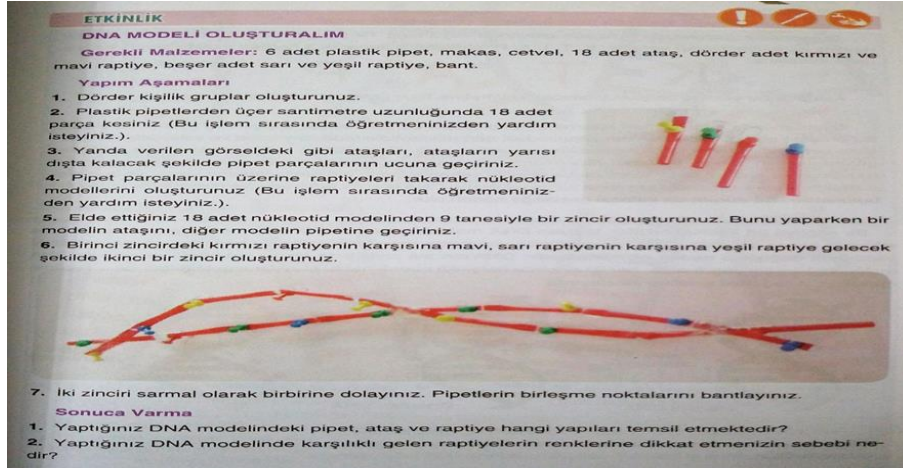 ETKİNLİK
DNA MODELİ OLUŞTURALIM
Gerekli Malzemeler: 6 adet plastik pipet, makas, cetvel, 18 adet ataş, dörder adet kırmızı ve
mavi raptiye, beşer adet sarı ve yeşil raptiye, bant.
Yapım Aşamaları
1. Dörder kişilik gruplar oluşturunuz.
2. Plastik pipetlerden üçer santimetre uzunluğunda 18 adet
parça kesiniz (Bu işlem sırasında öğretmeninizden yardım
isteyiniz.).
3. Yanda verilen görseldeki gibi ataşları, ataşların yarısı
dışta kalacak şekilde pipet parçalarının ucuna geçiriniz.
4. Pipet parçalarının üzerine raptiyeleri takarak nükleotid
modellerini oluşturunuz (Bu işlem sırasında öğretmeniniz-
den yardım isteyiniz.).
5. Elde ettiğiniz 18 adet nükleotid modelinden 9 tanesiyle bir zincir oluşturunuz. Bunu yaparken bir
modelin ataşını, diğer modelin pipetine geçiriniz.
6. Birinci zincirdeki kırmızı raptiyenin karşısına mavi, sarı raptiyenin karşısına yeşil raptiye gelecek
şekilde ikinci bir zincir oluşturunuz.
7. İki zinciri sarmal olarak birbirine dolayınız. Pipetlerin birleşme noktalarını bantlayınız.
Sonuca Varma
1. Yaptığınız DNA modelindeki pipet, ataş ve raptiye hangi yapıları temsil etmektedir?
2. Yaptığınız DNA modelinde karşılıklı gelen raptiyelerin renklerine dikkat etmenizin sebebi ne-
dir?